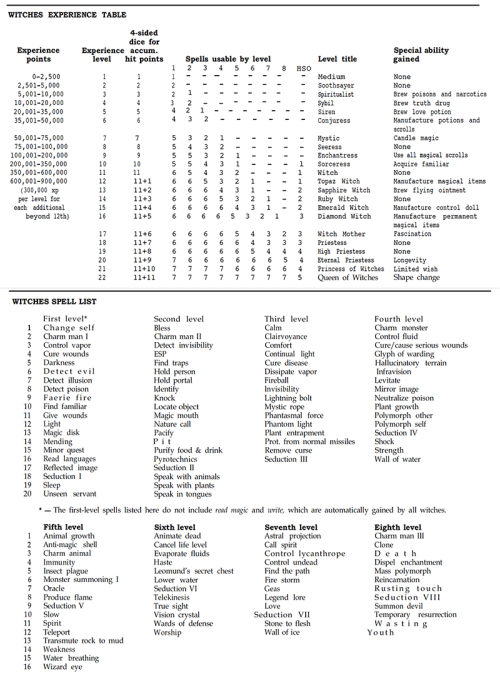 WITCHES EXPERIENCE TABLE
4-sided
dice for
Experience Experience accum. Spells usable by level Special ability
points level hit points 1 2 3 4 5 6 7 8 HSO Level title gained
0-2,500 1 1 1 - - - - - - - - Medium None
2,501-5,000 2 2 2 - - - - - - - - Soothsayer None
5,001-10,000 3 3 2 1 - - - - - - - Spiritualist Brew poisons and narcotics
10,001-20,000 4 4 3 2 - - - - - - - Sybil Brew truth drug
20,001-35,000 5 5 4 2 1 - - - - - - Siren Brew love potion
35,001-50,000 6 6 4 3 2 - - - - - - Conjuress Manufacture potions and
scrolls
50,001-75,000 7 7 5 3 2 1 - - - - - Mystic Candle magic
75,001-100,000 8 8 5 4 3 2 - - - - - Seeress None
100,001-200,000 9 9 5 5 3 2 1 - - - - Enchantress Use all magical scrolls
200,001-350,000 10 10 5 5 4 3 1 - - - 1 Sorceress Acquire familiar
350,001-600,000 11 11 6 5 4 3 2 - - - 1 Witch None
600,001-900,000 12 11+1 6 6 5 3 2 1 - - 1 Topaz Witch Manufacture magical items
(300,000 xp 13 11+2 6 6 6 4 3 1 - - 2 Sapphire Witch Brew flying ointment
per level for 14 11+3 6 6 6 5 3 2 - - 2 Ruby Witch None
each additional 15 11+4 6 6 6 6 4 3 1 - 2 Emerald Witch Manufacture control doll
beyond 12th) 16 11+5 6 6 6 6 5 3 2 1 3 Diamond Witch Manufacture permanent
magical items
17 11+6 6 6 6 6 5 4 3 2 3 Witch Mother Fascination
18 11+7 6 6 6 6 6 4 3 3 3 Priestess None
19 11+8 6 6 6 6 6 5 4 4 4 High Priestess None
20 11+9 7 6 6 6 6 6 6 5 4 Eternal Priestess Longevity
21 11+10 7 7 7 7 6 6 6 6 4 Princess of Witches Limited wish
22 11+11 7 7 7 7 7 7 7 7 5 Queen of Witches Shape change
WITCHES SPELL LIST
First level* Second level Third level Fourth level
1 Change self Bless Calm Charm monster
2 Charm man I Charm man II Clairvoyance Control fluid
3 Control vapor Detect invisibility Comfort Cure/cause serious wounds
4 Cure wounds ESP Continual light Glyph of warding
5 Darkness Find traps Cure disease Hallucinatory terrain
6 Detect evil Hold person Dissipate vapor Infravision
7 Detect illusion Hold portal Fireball Levitate
8 Detect poison Identify Invisibility Mirror image
9 Faerie fire Knock Lightning bolt Neutralize poison
10 Find familiar Locate object Mystic rope Plant growth
11 Give wounds Magic mouth Phantasmal force Polymorph other
12 Light Nature call Phantom light Polymorph self
13 Magic disk Pacify Plant entrapment Seduction IV
14 Mending Pit Prot. from normal missiles Shock
15 Minor quest Purify food & drink Remove curse Strength
16 Read languages Pyrotechnics Seduction III Wall of water
17 Reflected image Seduction II
18 Seduction I Speak with animals
19 Sleep Speak with plants
20 Unseen servant Speak in tongues
* — The first-level spells listed here do not include read magic and write, which are automatically gained by all witches.
Fifth level Sixth level Seventh level Eighth level
1 Animal growth Animate dead Astral projection Charm man III
2 Anti-magic shell Cancel life level Call spirit Clone
3 Charm animal Evaporate fluids Control lycanthrope Death
4 Immunity Haste Control undead Dispel enchantment
5 Insect plague Leomund's secret chest Find the path Mass polymorph
6 Monster summoning I Lower water Fire storm Reincarnation
7 Oracle Seduction VI Geas Rusting touch
8 Produce flame Telekinesis Legend lore Seduction VIII
9 Seduction V True sight Love Summon devil
10 Slow Vision crystal Seduction VII Temporary resurrection
11 Spirit Wards of defense Stone to flesh Wasting
12 Teleport Worship Wall of ice Youth
13 Transmute rock to mud
14 Weakness
15 Water breathing
16 Wizard eye